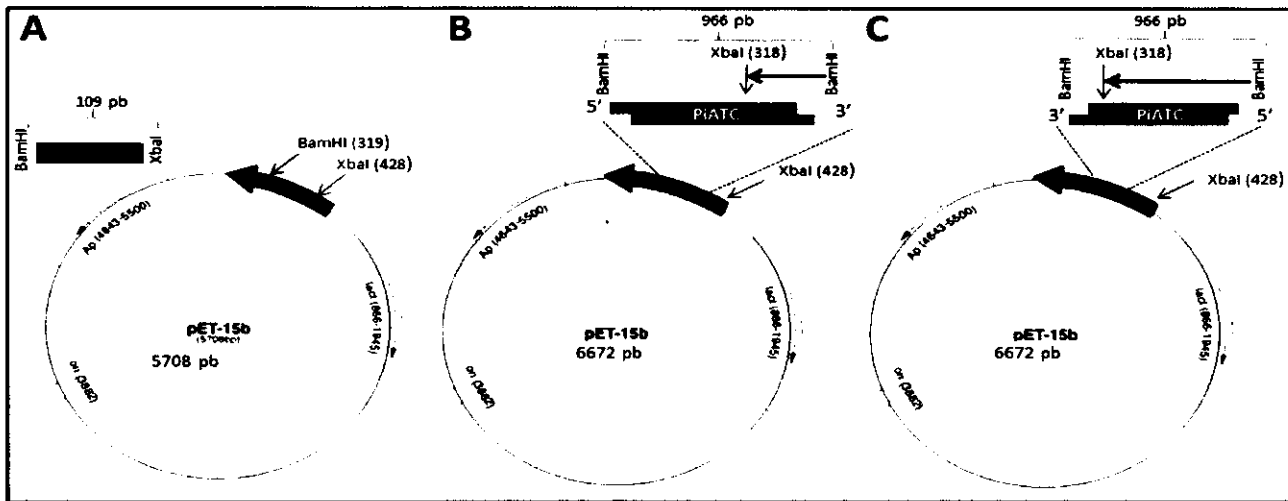 A
109 pb
BamHI
XbaI
BamHI (319)
XbaI (428)
Ap (4643-5500)
lacI (866-1945)
ori (3882)
pET-15b
(5708bp)
5708 pb
B
966 pb
BamHI
XbaI (318)
BamHI
5'
PiATC
3'
XbaI (428)
Ap (4643-5500)
lacI (866-1945)
ori (3882)
pET-15b
6672 pb
C
966 pb
BamHI
XbaI (318)
BamHI
3'
PiATC
5'
XbaI (428)
Ap (4643-5500)
lacI (866-1945)
ori (3882)
pET-15b
6672 pb